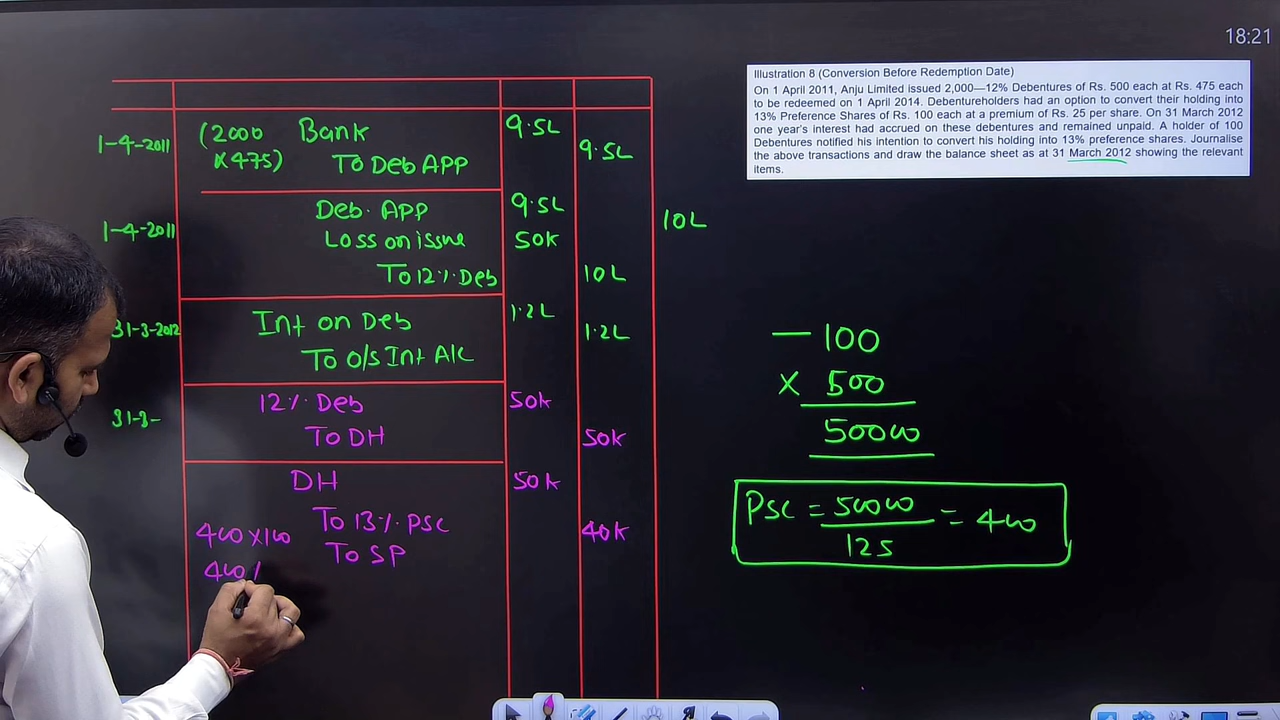 18:21
Illustration 8 (Conversion Before Redemption Date)
On 1 April 2011, Anju Limited issued 2,000—12% Debentures of Rs. 500 each at Rs. 475 each
to be redeemed on 1 April 2014. Debentureholders had an option to convert their holding into
13% Preference Shares of Rs. 100 each at a premium of Rs. 25 per share. On 31 March 2012
one year's interest had accrued on these debentures and remained unpaid. A holder of 100
Debentures notified his intention to convert his holding into 13% preference shares. Journalise
the above transactions and draw the balance sheet as at 31 March 2012 showing the relevant
items.
1-4-2011 (2000 Bank 9.5L
×475) To Deb APP 9.5L
1-4-2011 Deb. APP 9.5L
Loss on issue 50k 10L
To 12%. Deb 10L
31-3-2012 Int on Deb 1.2L
To O/s Int A/c 1.2L
31-3- 12%. Deb 50k
To DH 50k
DH 50k
400×100 To 13%. PSC 40k
400 To SP
— 100
× 500
50000
PSC = 50000 / 125 = 400